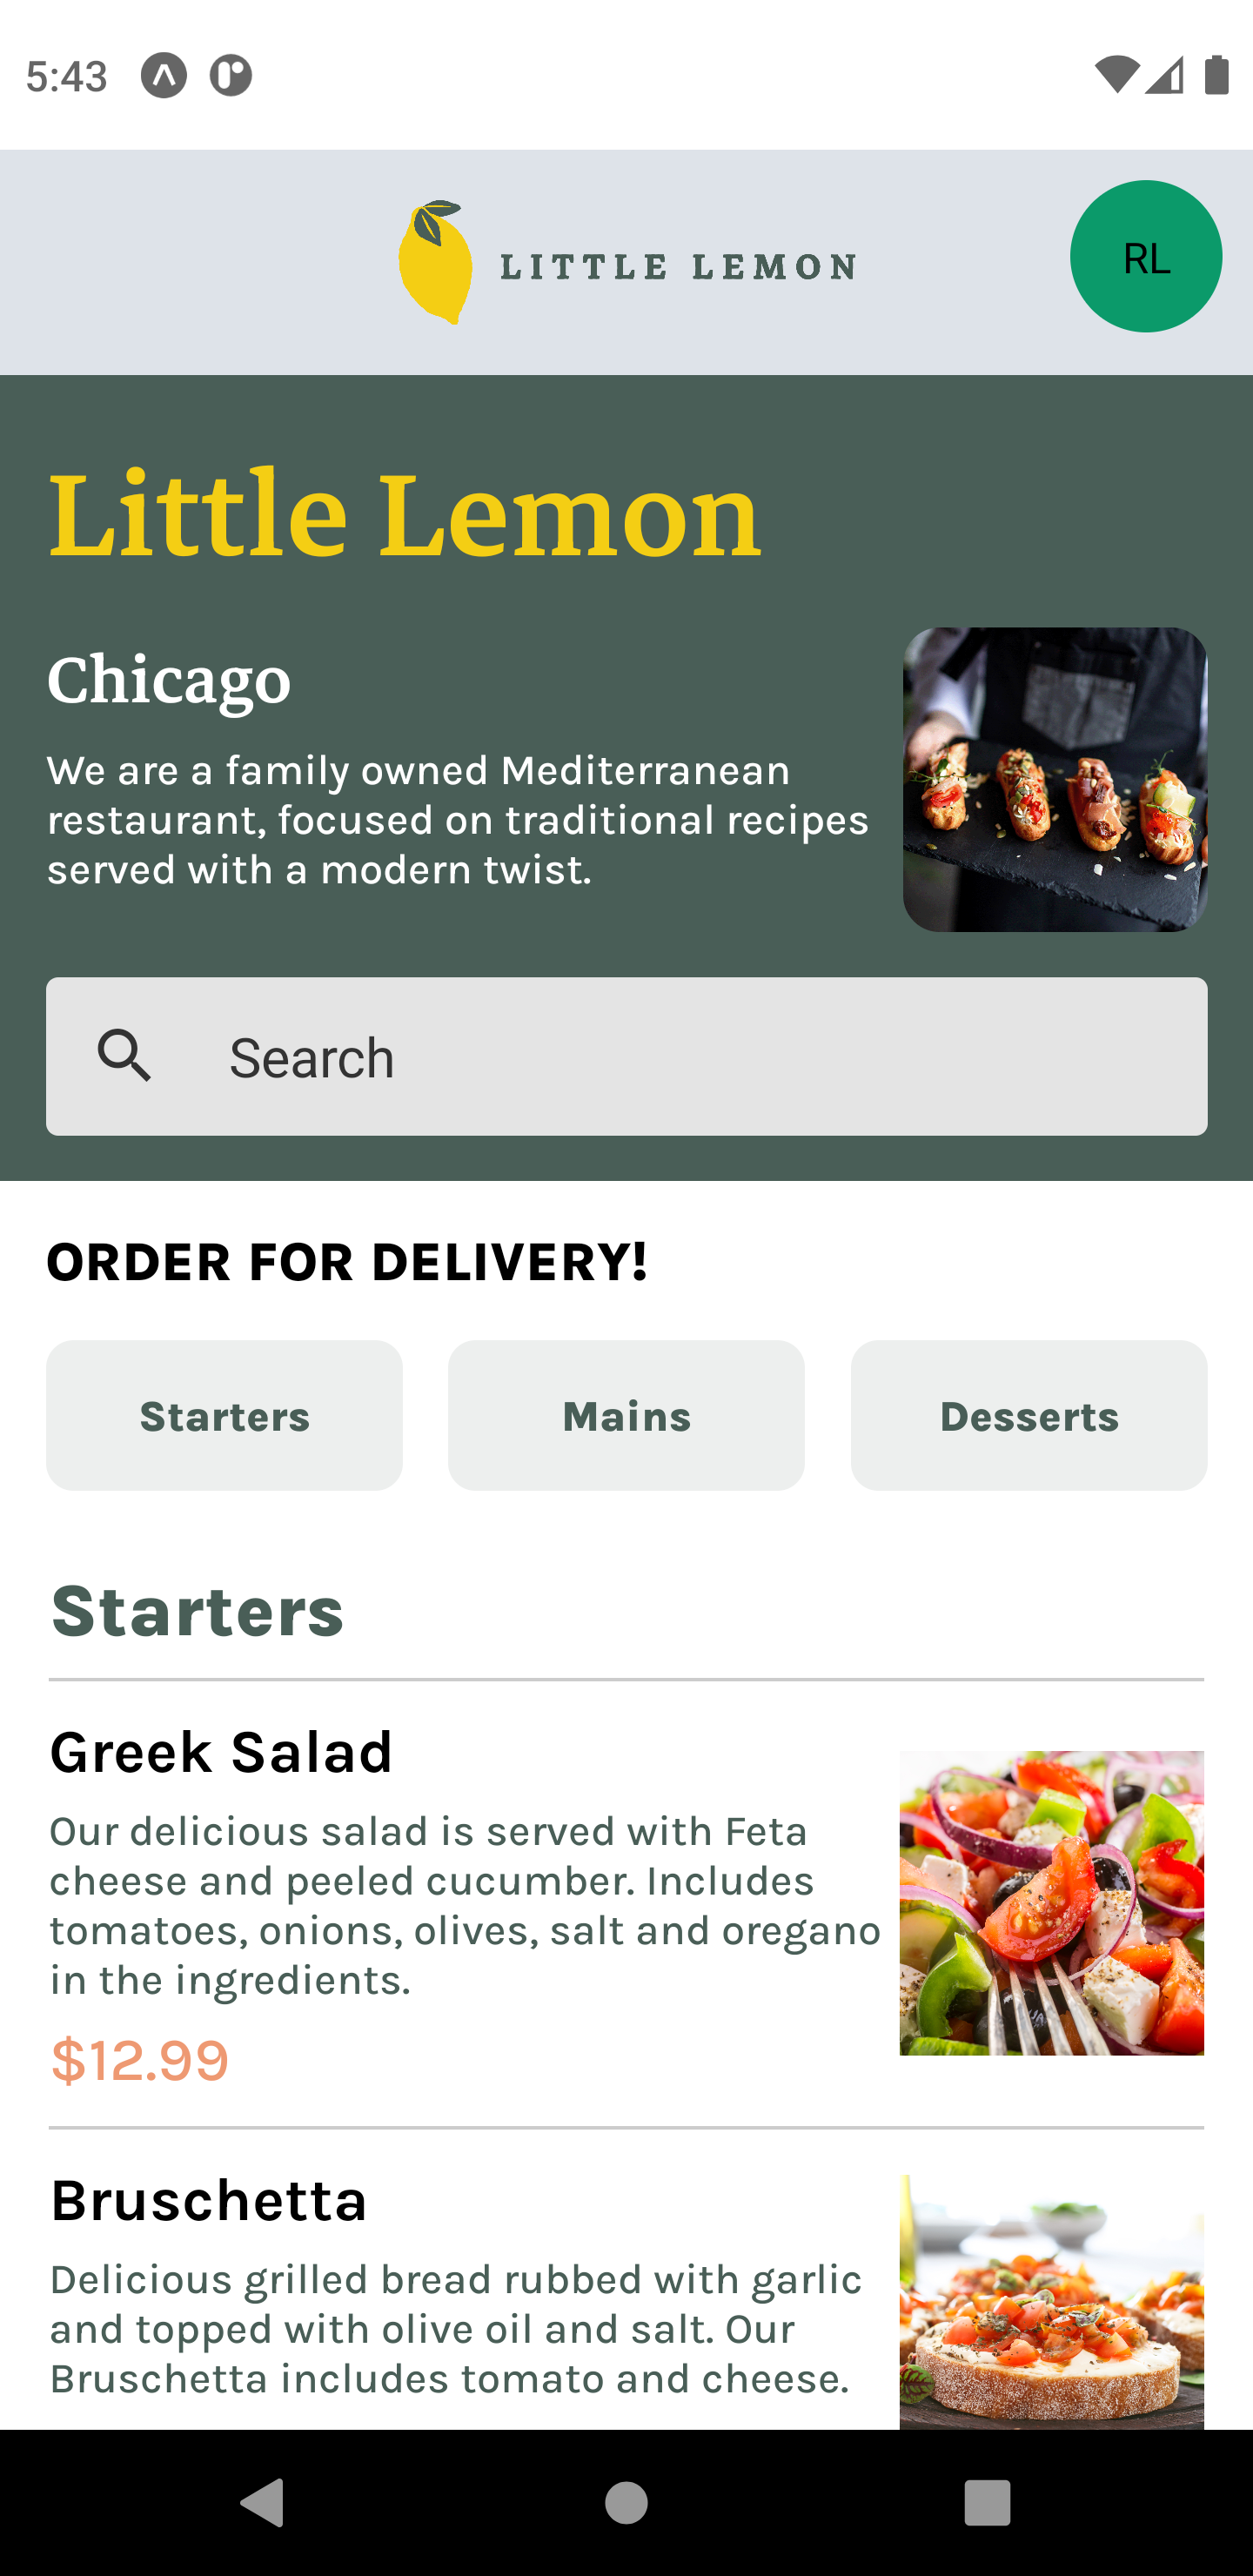 5:43
LITTLE LEMON
RL
Little Lemon
Chicago
We are a family owned Mediterranean
restaurant, focused on traditional recipes
served with a modern twist.
Search
ORDER FOR DELIVERY!
Starters
Mains
Desserts
Starters
Greek Salad
Our delicious salad is served with Feta
cheese and peeled cucumber. Includes
tomatoes, onions, olives, salt and oregano
in the ingredients.
$12.99
Bruschetta
Delicious grilled bread rubbed with garlic
and topped with olive oil and salt. Our
Bruschetta includes tomato and cheese.